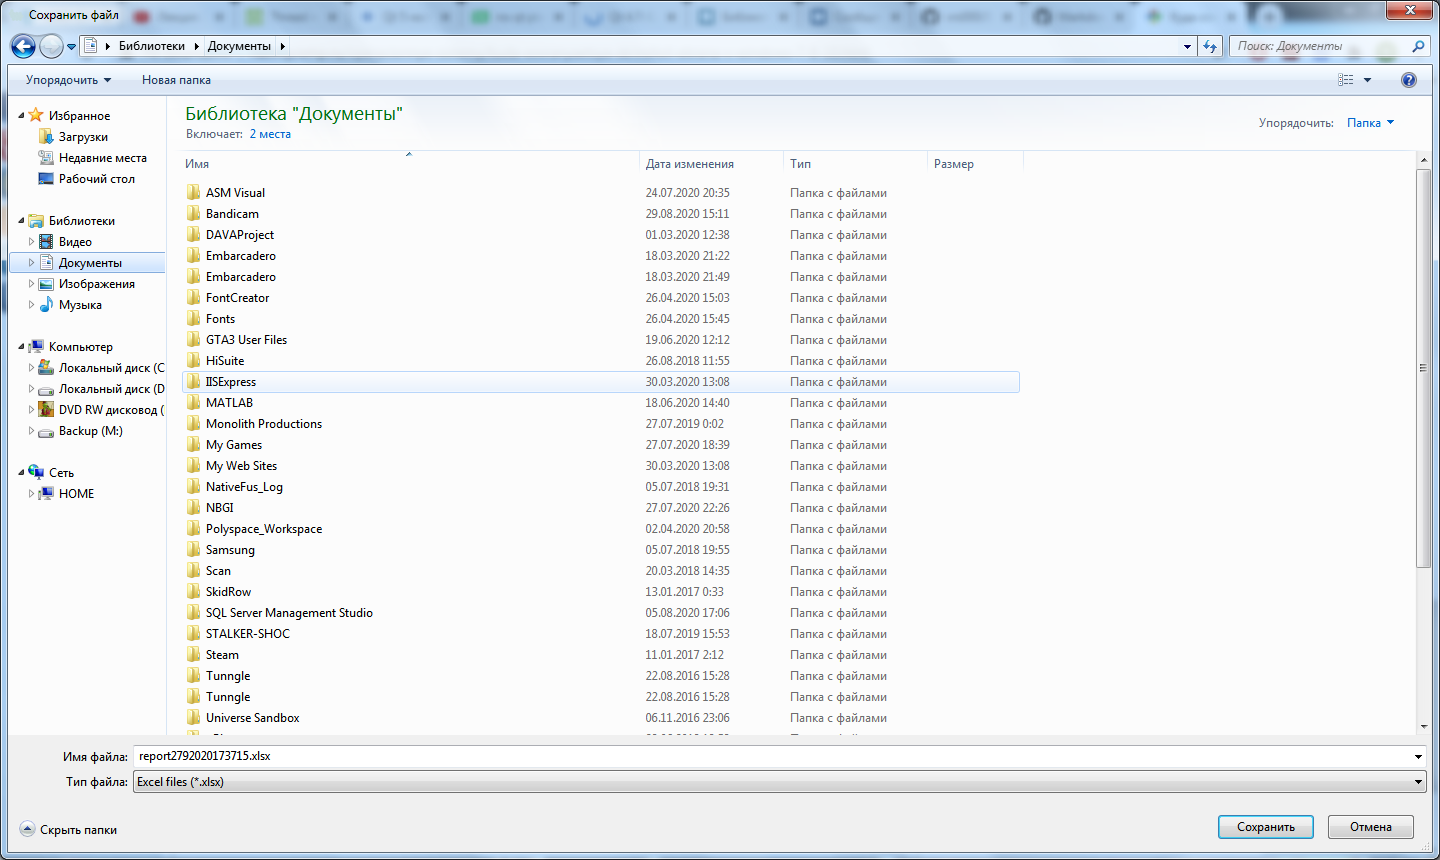 Сохранить файл
Библиотеки Документы
Поиск: Документы
Упорядочить Новая папка
Избранное
Загрузки
Недавние места
Рабочий стол
Библиотеки
Видео
Документы
Изображения
Музыка
Компьютер
Локальный диск (C
Локальный диск (D
DVD RW дисковод (
Backup (M:)
Сеть
HOME
Библиотека "Документы"
Включает: 2 места
Упорядочить: Папка
Имя Дата изменения Тип Размер
ASM Visual 24.07.2020 20:35 Папка с файлами
Bandicam 29.08.2020 15:11 Папка с файлами
DAVAProject 01.03.2020 12:38 Папка с файлами
Embarcadero 18.03.2020 21:22 Папка с файлами
Embarcadero 18.03.2020 21:49 Папка с файлами
FontCreator 26.04.2020 15:03 Папка с файлами
Fonts 26.04.2020 15:45 Папка с файлами
GTA3 User Files 19.06.2020 12:12 Папка с файлами
HiSuite 26.08.2018 11:55 Папка с файлами
IISExpress 30.03.2020 13:08 Папка с файлами
MATLAB 18.06.2020 14:40 Папка с файлами
Monolith Productions 27.07.2019 0:02 Папка с файлами
My Games 27.07.2020 18:39 Папка с файлами
My Web Sites 30.03.2020 13:08 Папка с файлами
NativeFus_Log 05.07.2018 19:31 Папка с файлами
NBGI 27.07.2020 22:26 Папка с файлами
Polyspace_Workspace 02.04.2020 20:58 Папка с файлами
Samsung 05.07.2018 19:55 Папка с файлами
Scan 20.03.2018 14:35 Папка с файлами
SkidRow 13.01.2017 0:33 Папка с файлами
SQL Server Management Studio 05.08.2020 17:06 Папка с файлами
STALKER-SHOC 18.07.2019 15:53 Папка с файлами
Steam 11.01.2017 2:12 Папка с файлами
Tunngle 22.08.2016 15:28 Папка с файлами
Tunngle 22.08.2016 15:28 Папка с файлами
Universe Sandbox 06.11.2016 23:06 Папка с файлами
Имя файла: report2792020173715.xlsx
Тип файла: Excel files (*.xlsx)
Скрыть папки Сохранить Отмена